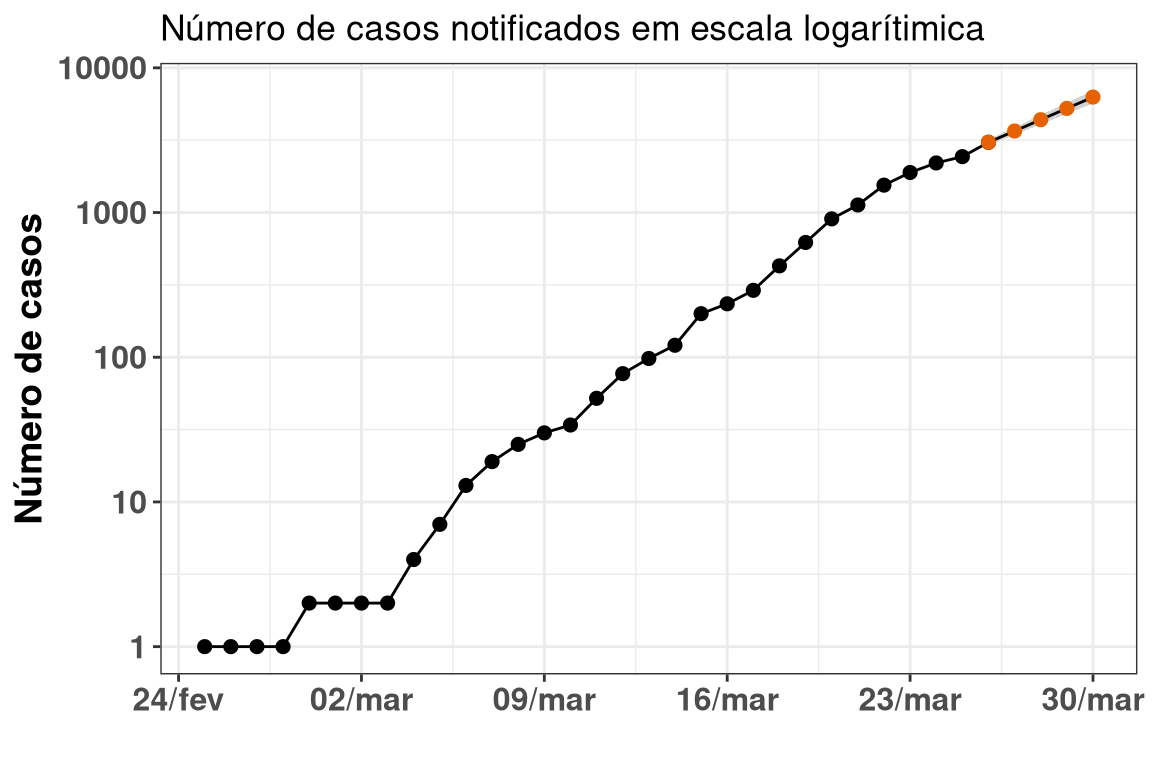 Número de casos notificados em escala logarítimica
Número de casos
10000
1000
100
10
1
24/fev 02/mar 09/mar 16/mar 23/mar 30/mar